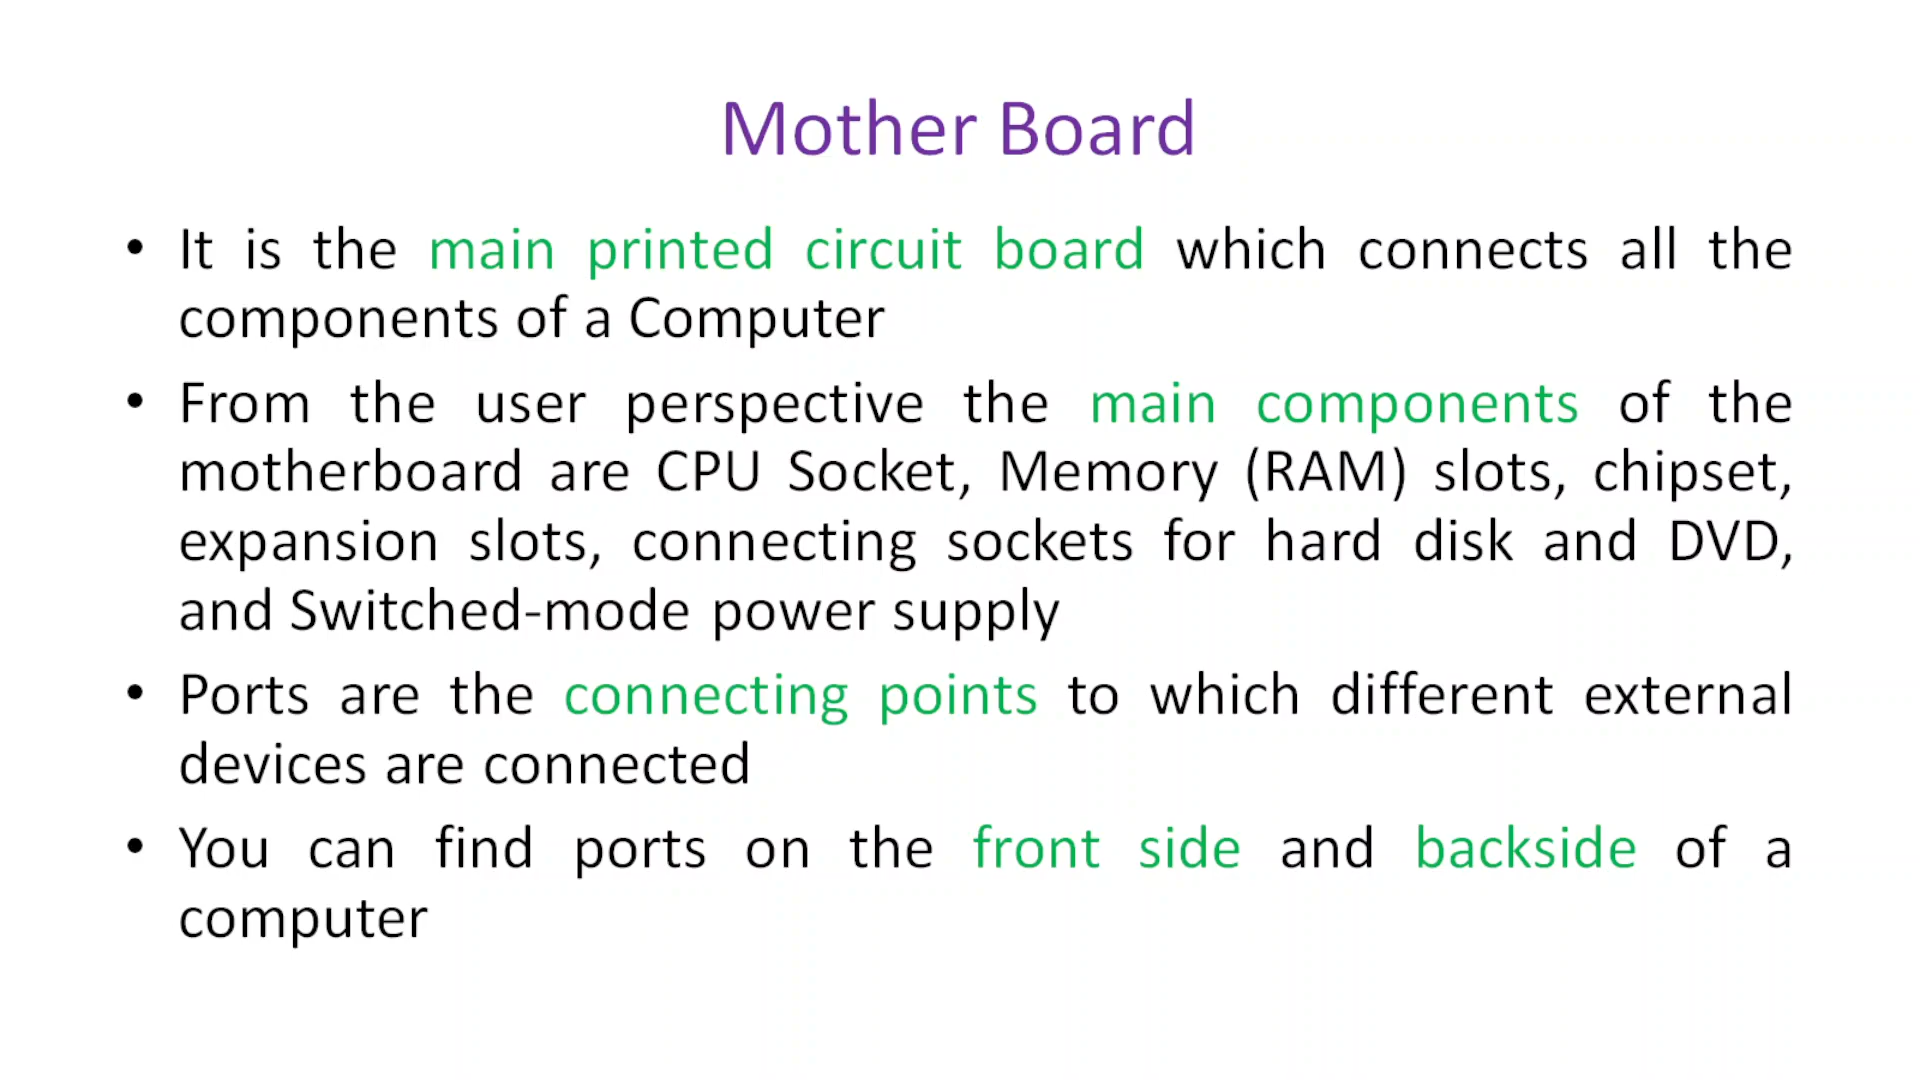 Mother Board
• It is the main printed circuit board which connects all the
components of a Computer
• From the user perspective the main components of the
motherboard are CPU Socket, Memory (RAM) slots, chipset,
expansion slots, connecting sockets for hard disk and DVD,
and Switched-mode power supply
• Ports are the connecting points to which different external
devices are connected
• You can find ports on the front side and backside of a
computer